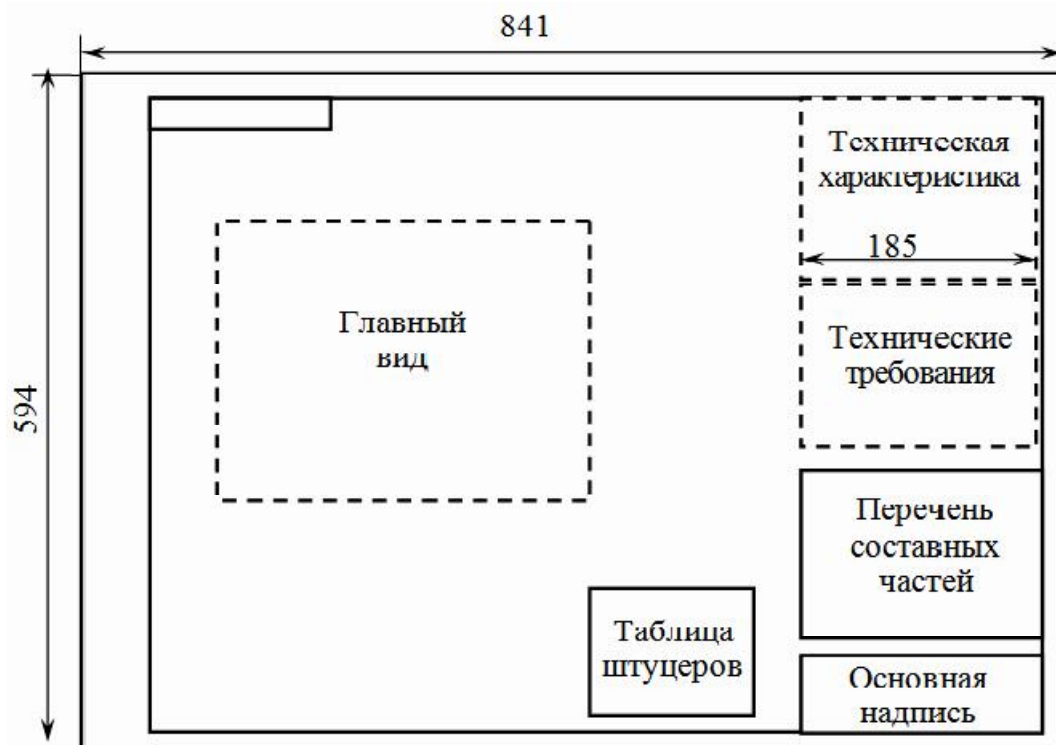 841
Техническая
характеристика
185
594
Главный
вид
Технические
требования
Перечень
составных
частей
Таблица
штуцеров
Основная
надпись